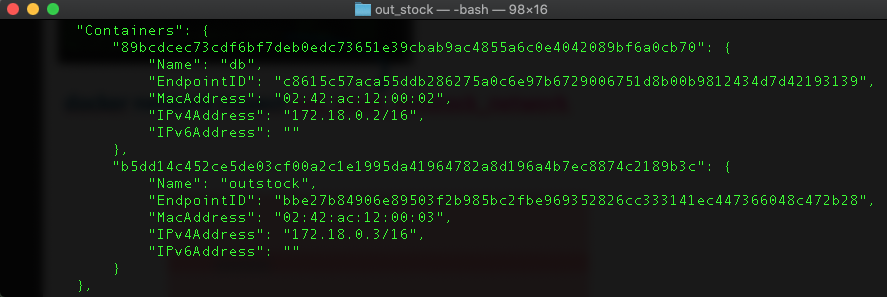 out_stock — -bash — 98×16
"Containers": {
"89bcdcec73cdf6bf7deb0edc73651e39cbab9ac4855a6c0e4042089bf6a0cb70": {
"Name": "db",
"EndpointID": "c8615c57aca55ddb286275a0c6e97b6729006751d8b00b9812434d7d42193139",
"MacAddress": "02:42:ac:12:00:02",
"IPv4Address": "172.18.0.2/16",
"IPv6Address": ""
},
"b5dd14c452ce5de03cf00a2c1e1995da41964782a8d196a4b7ec8874c2189b3c": {
"Name": "outstock",
"EndpointID": "bbe27b84906e89503f2b985bc2fbe969352826cc333141ec447366048c472b28",
"MacAddress": "02:42:ac:12:00:03",
"IPv4Address": "172.18.0.3/16",
"IPv6Address": ""
}
},